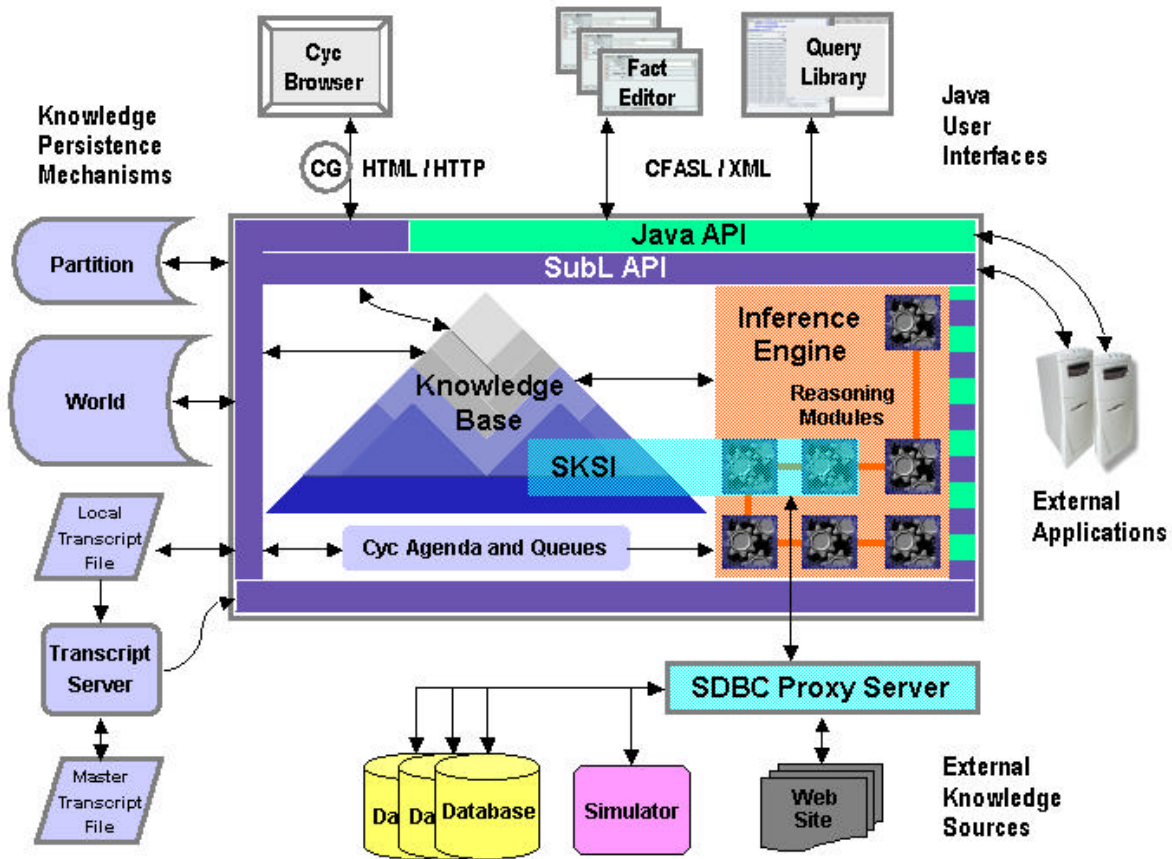 Cyc
Browser
Fact
Editor
Query
Library
Knowledge
Persistence
Mechanisms
Java
User
Interfaces
CG
HTML / HTTP
CFASL / XML
Java API
SubL API
Partition
World
Inference
Engine
Reasoning
Modules
Knowledge
Base
SKSI
External
Applications
Local
Transcript
File
Cyc Agenda and Queues
Transcript
Server
SDBC Proxy Server
Master
Transcript
File
Da
Da
Database
Simulator
Web
Site
External
Knowledge
Sources